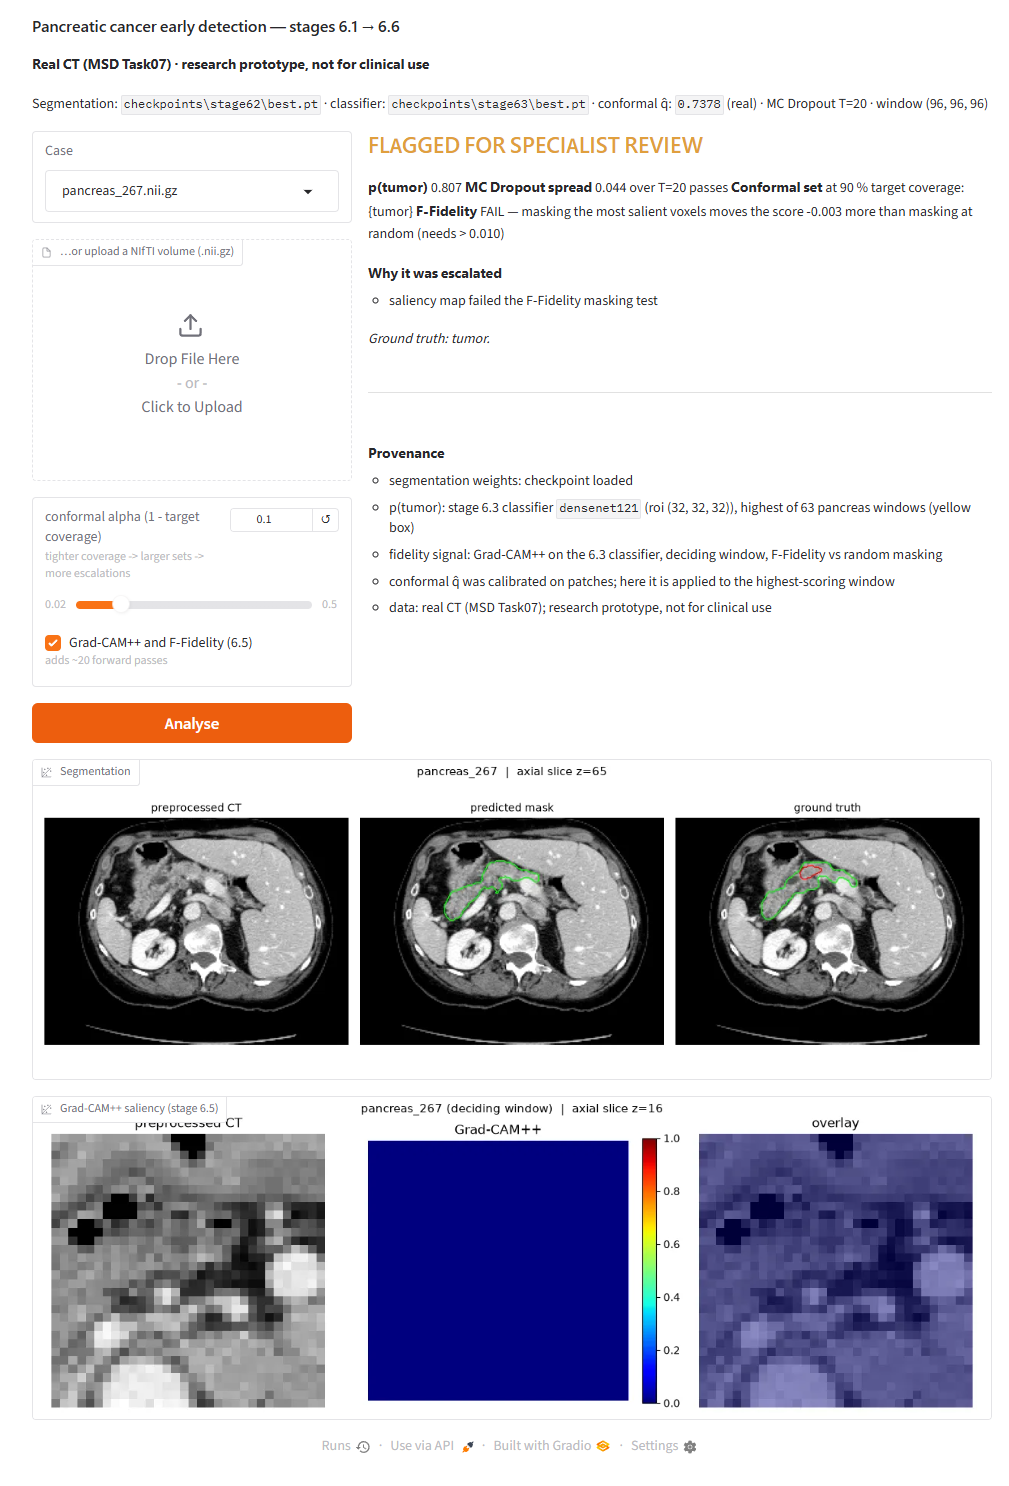 Pancreatic cancer early detection — stages 6.1 → 6.6
Real CT (MSD Task07) · research prototype, not for clinical use
Segmentation: checkpoints\stage62\best.pt · classifier: checkpoints\stage63\best.pt · conformal q̂: 0.7378 (real) · MC Dropout T=20 · window (96, 96, 96)
Case
pancreas_267.nii.gz
...or upload a NIfTI volume (.nii.gz)
Drop File Here
- or -
Click to Upload
conformal alpha (1 - target
coverage)
0.1
tighter coverage -> larger sets ->
more escalations
0.02
0.5
Grad-CAM++ and F-Fidelity (6.5)
adds ~20 forward passes
Analyse
FLAGGED FOR SPECIALIST REVIEW
p(tumor) 0.807 MC Dropout spread 0.044 over T=20 passes Conformal set at 90 % target coverage:
{tumor} F-Fidelity FAIL — masking the most salient voxels moves the score -0.003 more than masking at
random (needs > 0.010)
Why it was escalated
saliency map failed the F-Fidelity masking test
Ground truth: tumor.
Provenance
segmentation weights: checkpoint loaded
p(tumor): stage 6.3 classifier densenet121 (roi (32, 32, 32)), highest of 63 pancreas windows (yellow
box)
fidelity signal: Grad-CAM++ on the 6.3 classifier, deciding window, F-Fidelity vs random masking
conformal q̂ was calibrated on patches; here it is applied to the highest-scoring window
data: real CT (MSD Task07); research prototype, not for clinical use
Segmentation
pancreas_267 | axial slice z=65
preprocessed CT
predicted mask
ground truth
Grad-CAM++ saliency (stage 6.5)
pancreas_267 (deciding window) | axial slice z=16
preprocessed CT
Grad-CAM++
overlay
1.0
0.8
0.6
0.4
0.2
0.0
Runs · Use via API · Built with Gradio · Settings